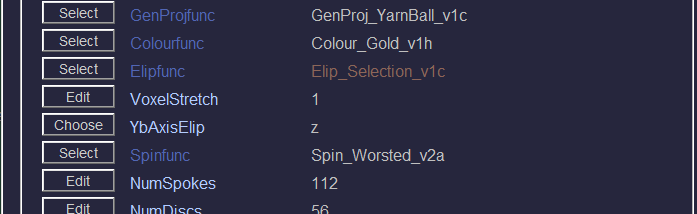 Select GenProjfunc GenProj_YarnBall_v1c
Select Colourfunc Colour_Gold_v1h
Select Elipfunc Elip_Selection_v1c
Edit VoxelStretch 1
Choose YbAxisElip z
Select Spinfunc Spin_Worsted_v2a
Edit NumSpokes 112
Edit NumDiscs 56